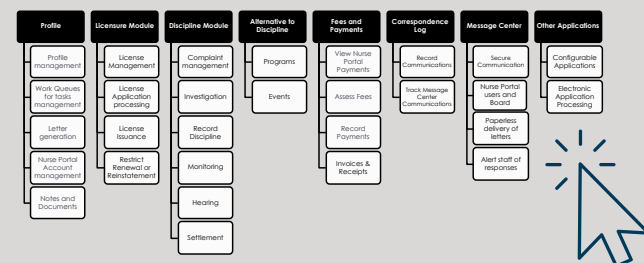 Profile
Profile
management
Work Queues
for tasks
management
Letter
generation
Nurse Portal
Account
management
Notes and
Documents
Licensure Module
License
Management
License
Application
processing
License
Issuance
Restrict
Renewal or
Reinstatement
Discipline Module
Complaint
management
Investigation
Record
Discipline
Monitoring
Hearing
Settlement
Alternative to
Discipline
Programs
Events
Fees and
Payments
View Nurse
Portal
Payments
Assess Fees
Record
Payments
Invoices &
Receipts
Correspondence
Log
Record
Communications
Track Message
Center
Communications
Message Center
Secure
Communication
Nurse Portal
users and
Board
Paperless
delivery of
letters
Alert staff of
responses
Other Applications
Configurable
Applications
Electronic
Application
Processing